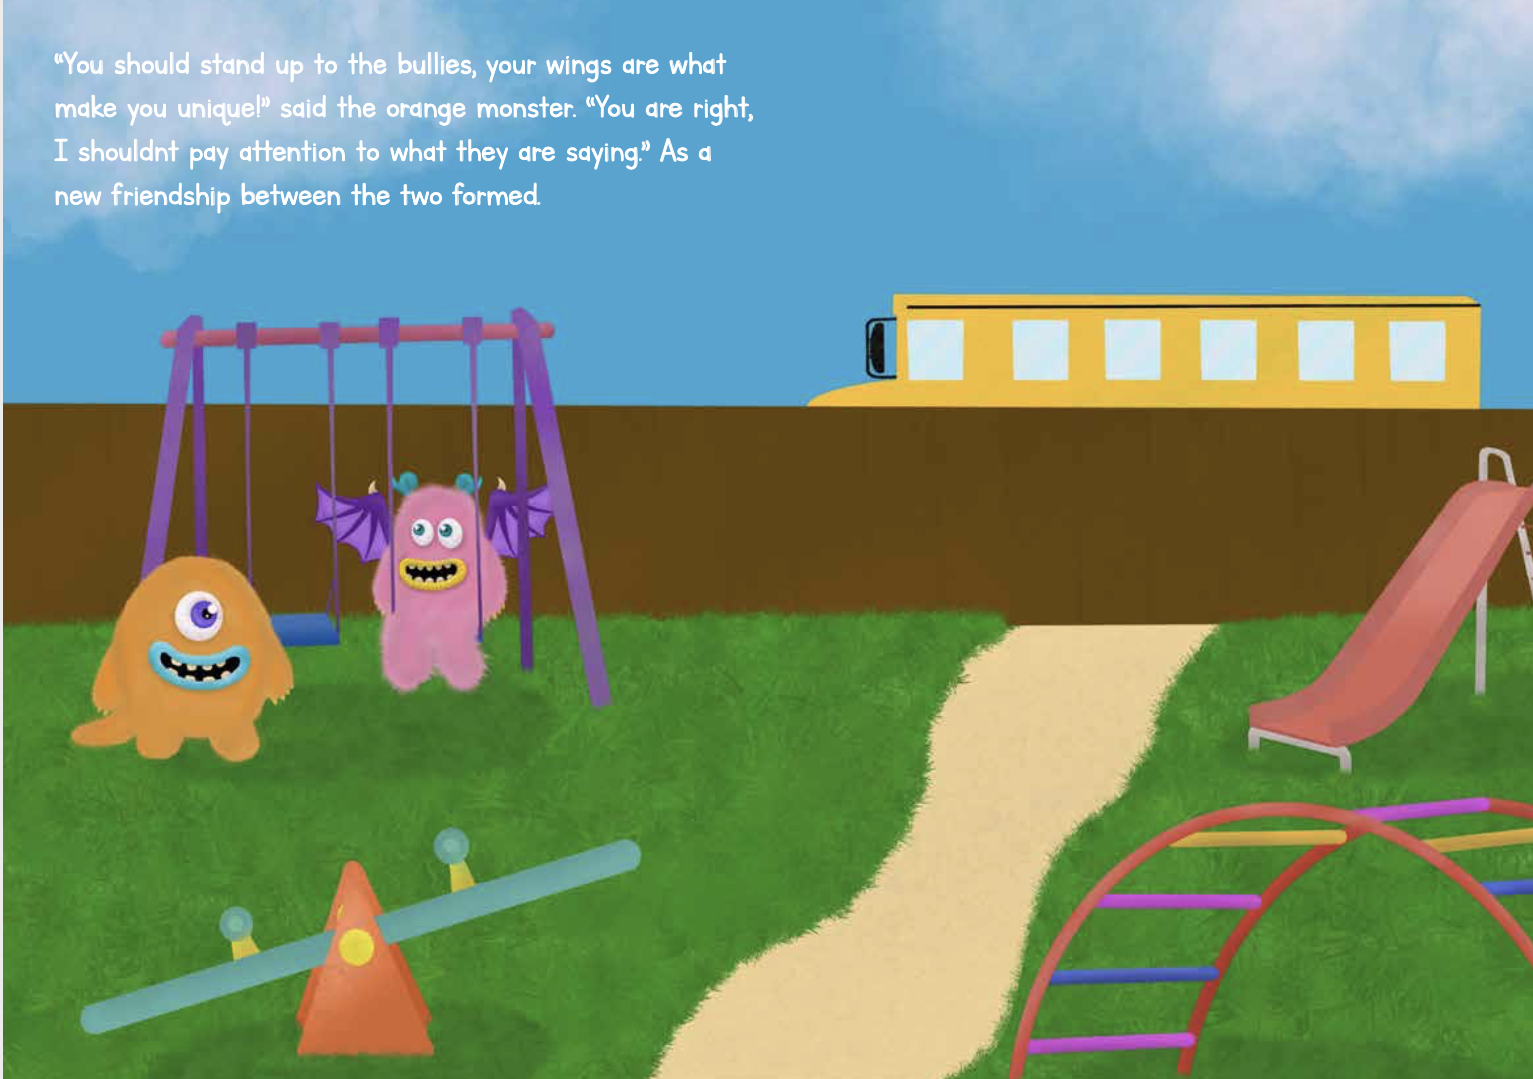 “You should stand up to the bullies, your wings are what
make you unique!” said the orange monster. “You are right,
I shouldnt pay attention to what they are saying.” As a
new friendship between the two formed.